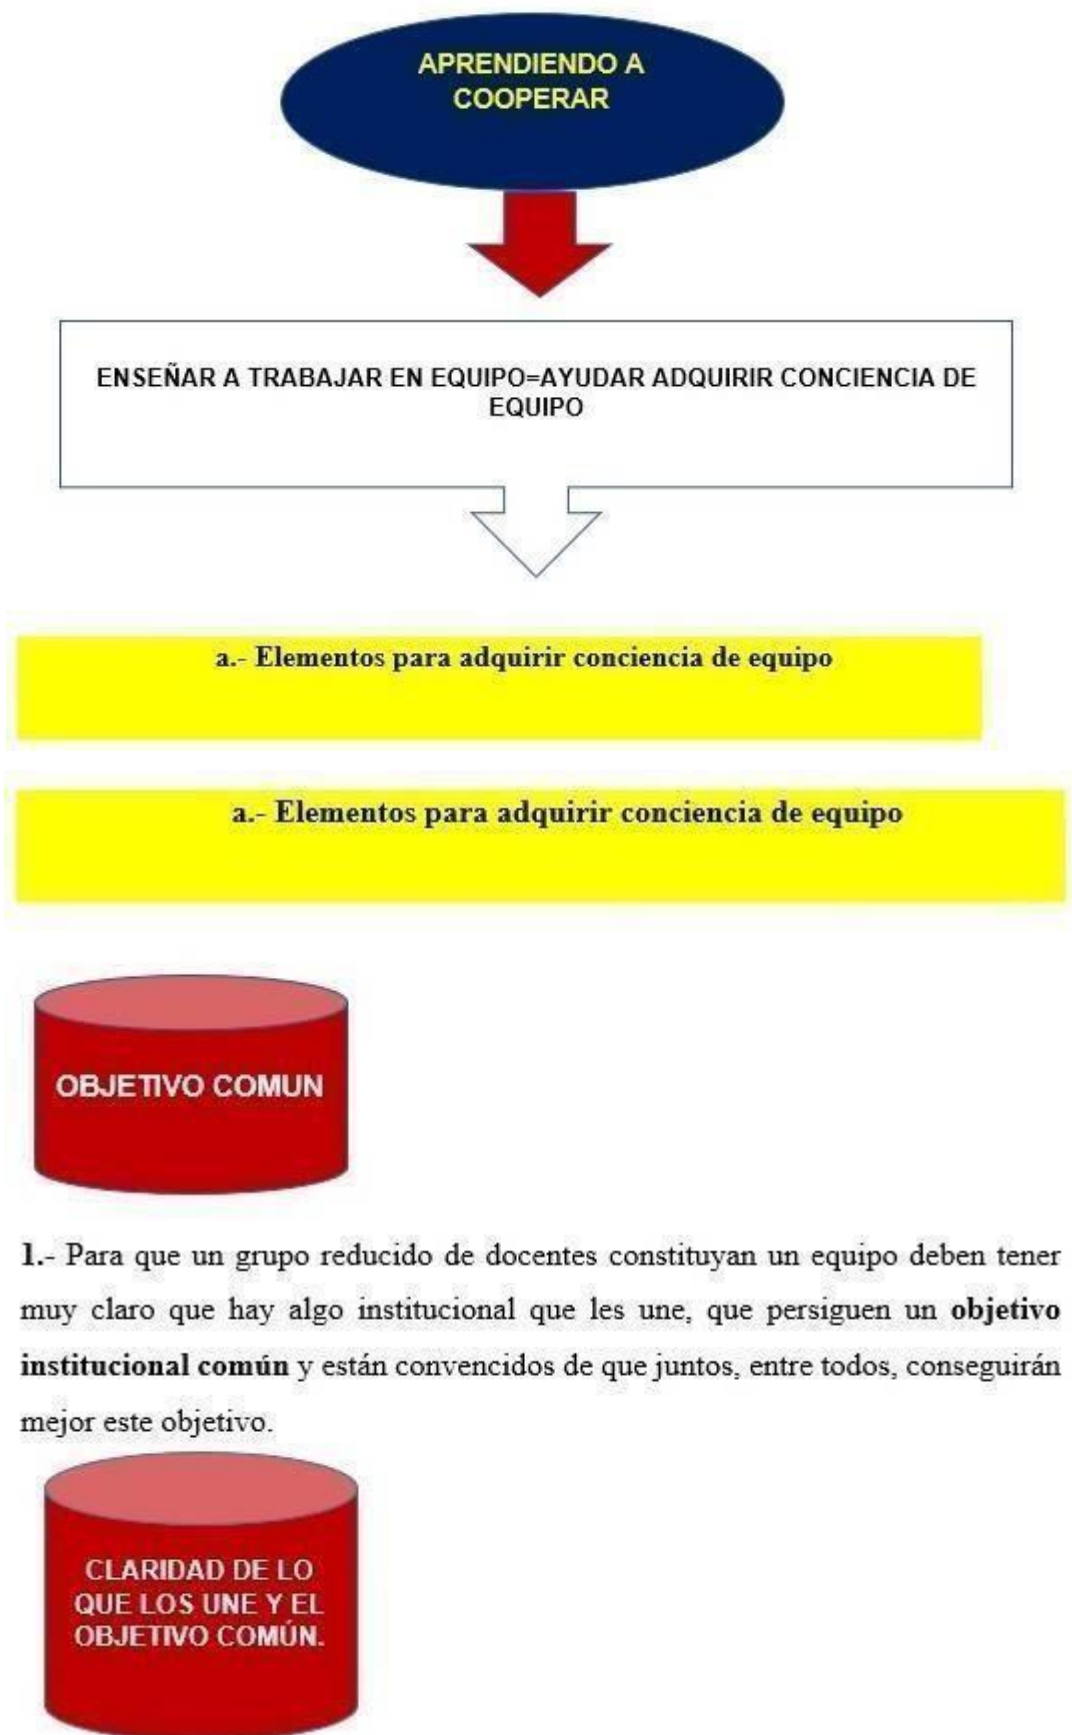 APRENDIENDO A
COOPERAR
ENSEÑAR A TRABAJAR EN EQUIPO=AYUDAR ADQUIRIR CONCIENCIA DE
EQUIPO
a.- Elementos para adquirir conciencia de equipo
a.- Elementos para adquirir conciencia de equipo
OBJETIVO COMUN
1.- Para que un grupo reducido de docentes constituyan un equipo deben tener
muy claro que hay algo institucional que les une, que persiguen un objetivo
institucional común y están convencidos de que juntos, entre todos, conseguirán
mejor este objetivo.
CLARIDAD DE LO
QUE LOS UNE Y EL
OBJETIVO COMÚN.